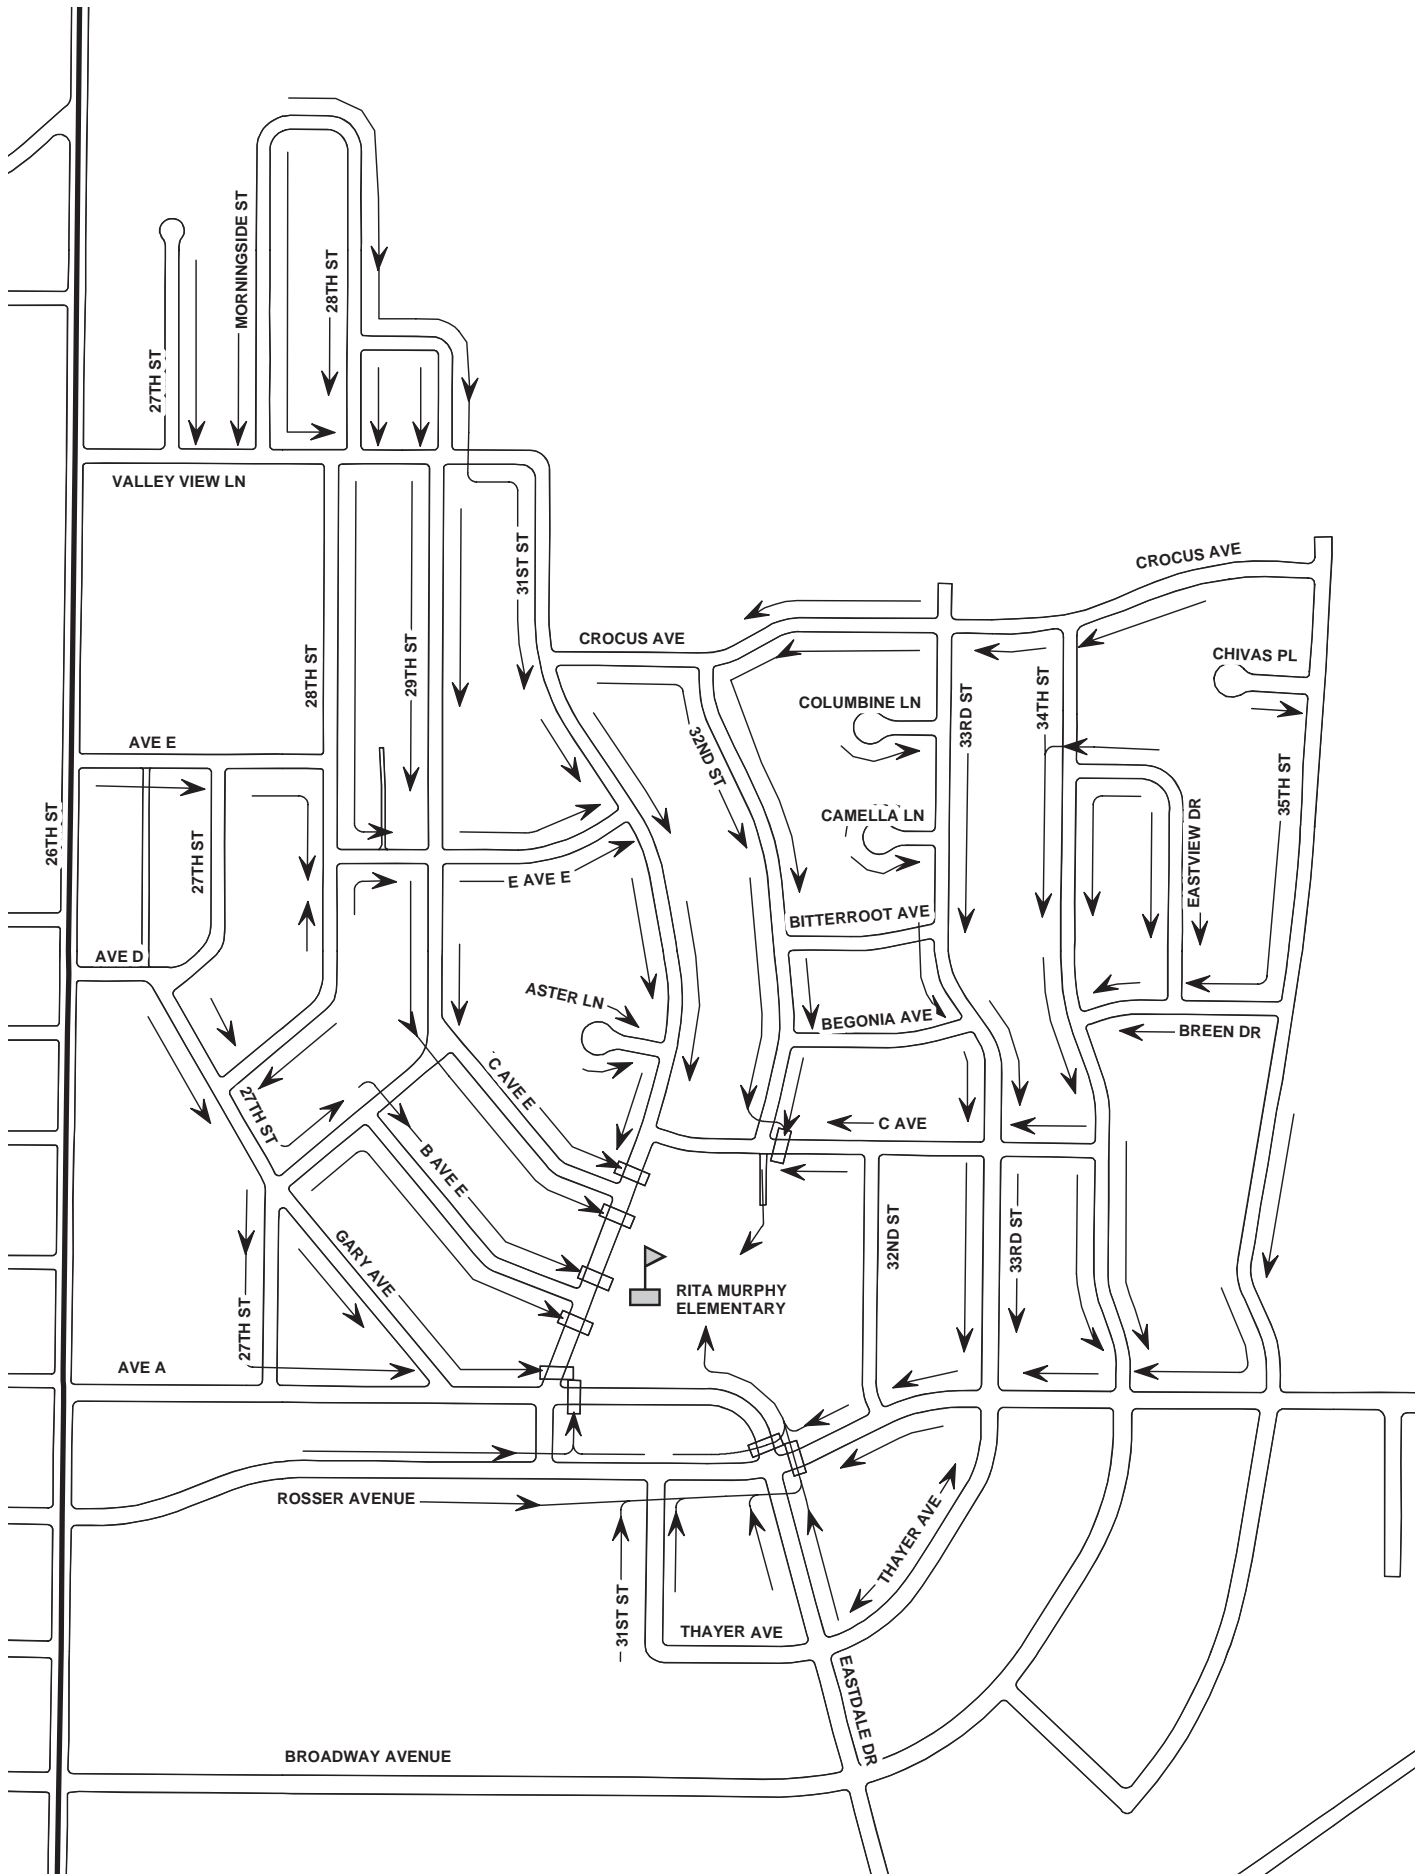 MORNINGSIDE ST
28TH ST
27TH ST
VALLEY VIEW LN
31ST ST
CROCUS AVE
CROCUS AVE
CHIVAS PL
28TH ST
29TH ST
COLUMBINE LN
33RD ST
34TH ST
32ND ST
AVE E
35TH ST
EASTVIEW DR
CAMELLA LN
26TH ST
27TH ST
E AVE E
BITTERROOT AVE
AVE D
ASTER LN
BEGONIA AVE
BREEN DR
C AVE E
27TH ST
C AVE
B AVE E
32ND ST
33RD ST
GARY AVE
RITA MURPHY
ELEMENTARY
27TH ST
AVE A
ROSSER AVENUE
THAYER AVE
31ST ST
THAYER AVE
EASTDALE DR
BROADWAY AVENUE